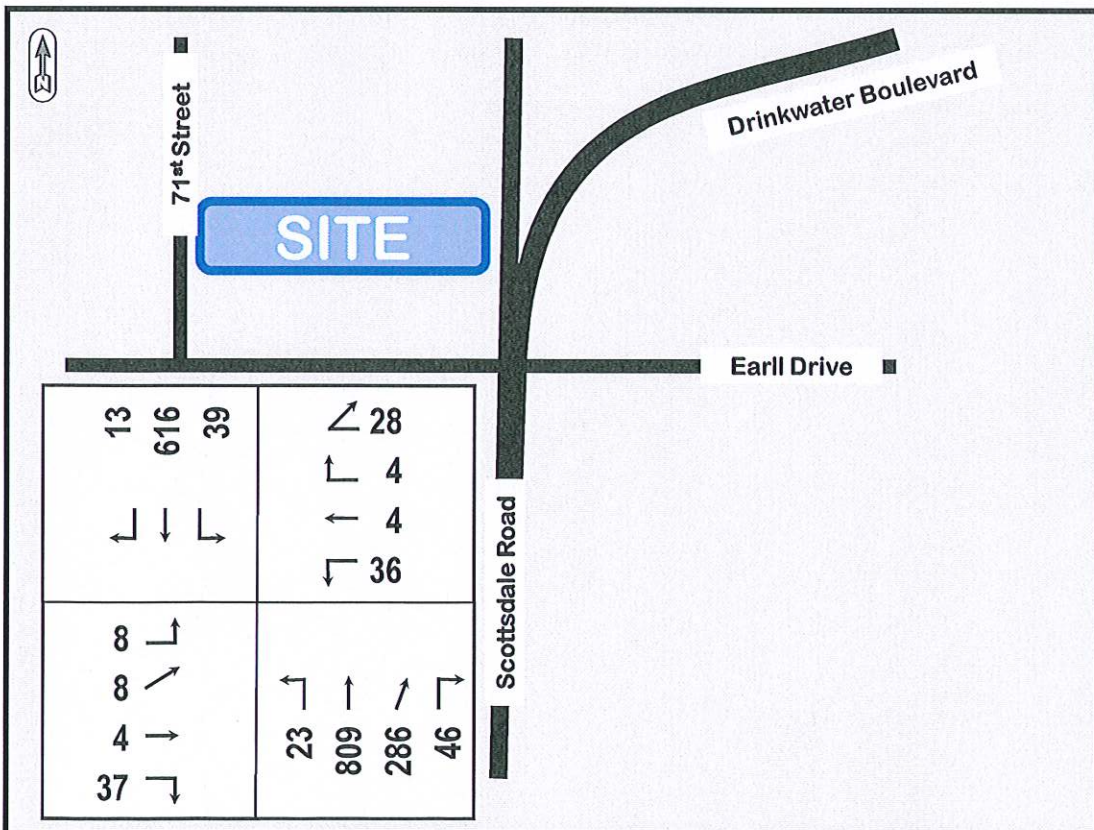 71st Street
Drinkwater Boulevard
SITE
Earll Drive
Scottsdale Road
13 616 39
28
4
4
36
8
8
4
37
23 809 286 46